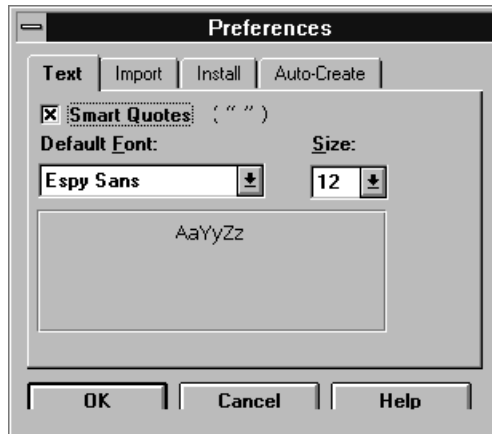 Preferences
Text Import Install Auto-Create
Smart Quotes (“ ”)
Default Font: Size:
Espy Sans 12
AaYyZz
OK Cancel Help